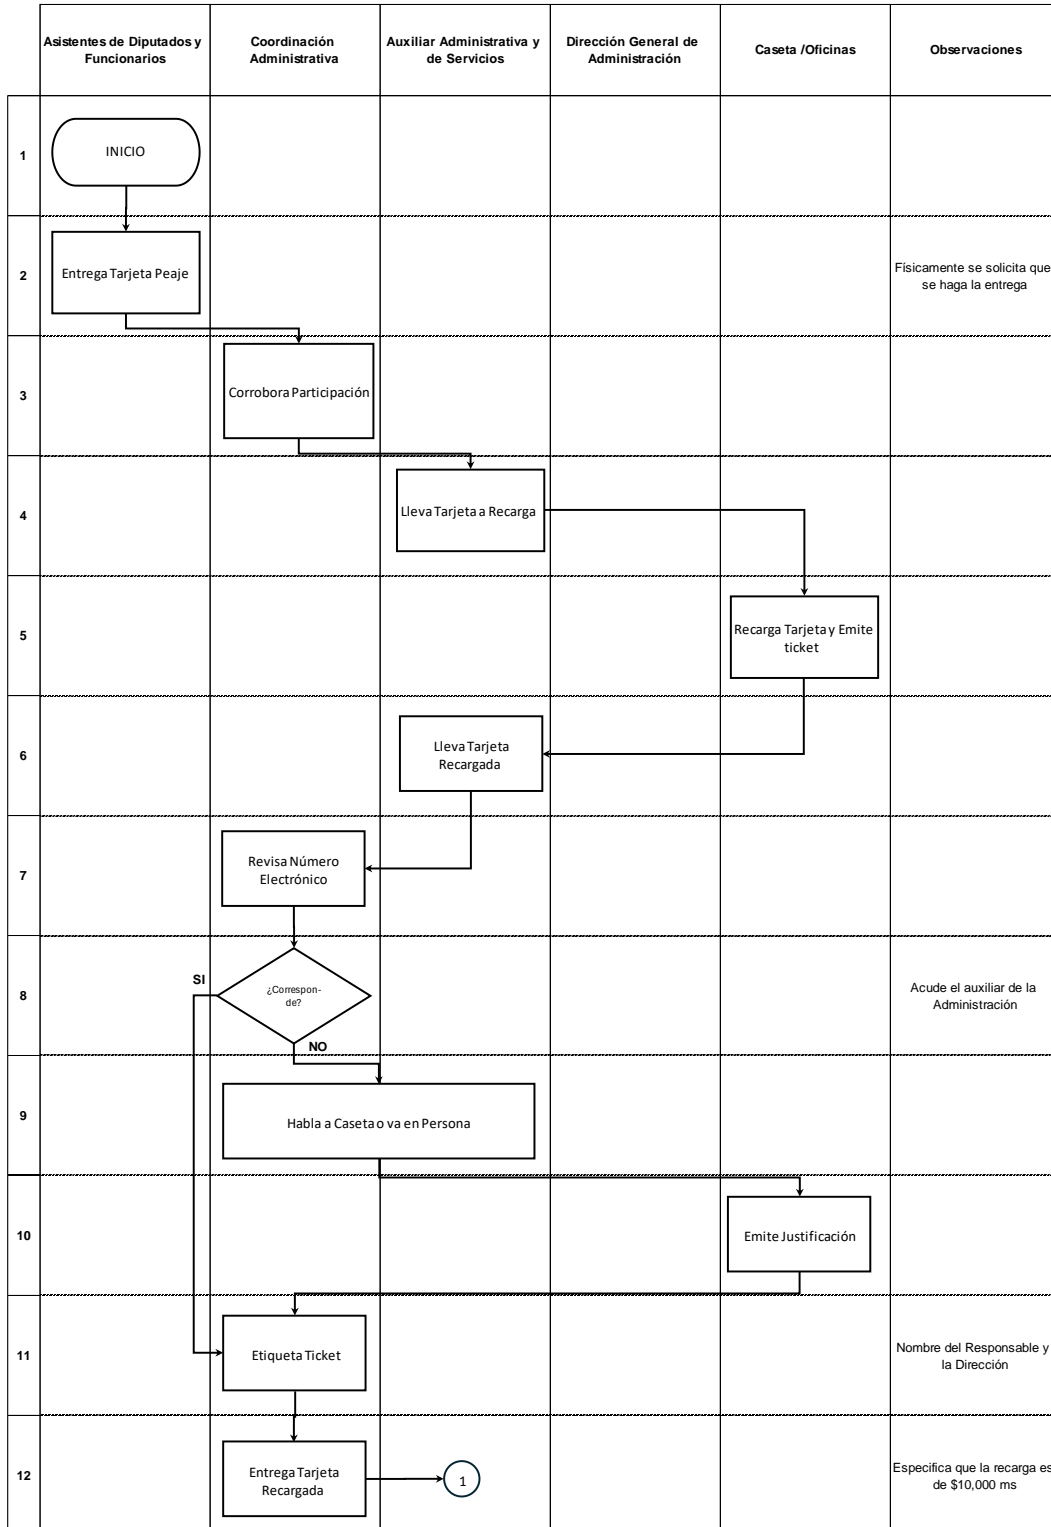 Asistentes de Diputados y
Funcionarios
Coordinación
Administrativa
Auxiliar Administrativa y
de Servicios
Dirección General de
Administración
Caseta /Oficinas
Observaciones
1
INICIO
2
Entrega Tarjeta Peaje
Físicamente se solicita que
se haga la entrega
3
Corrobora Participación
4
Lleva Tarjeta a Recarga
5
Recarga Tarjeta y Emite
ticket
6
Lleva Tarjeta
Recargada
7
Revisa Número
Electrónico
8
SI
¿Correspon-
de?
NO
Acude el auxiliar de la
Administración
9
Habla a Caseta o va en Persona
10
Emite Justificación
11
Etiqueta Ticket
Nombre del Responsable y
la Dirección
12
Entrega Tarjeta
Recargada
1
Especifica que la recarga es
de $10,000 ms